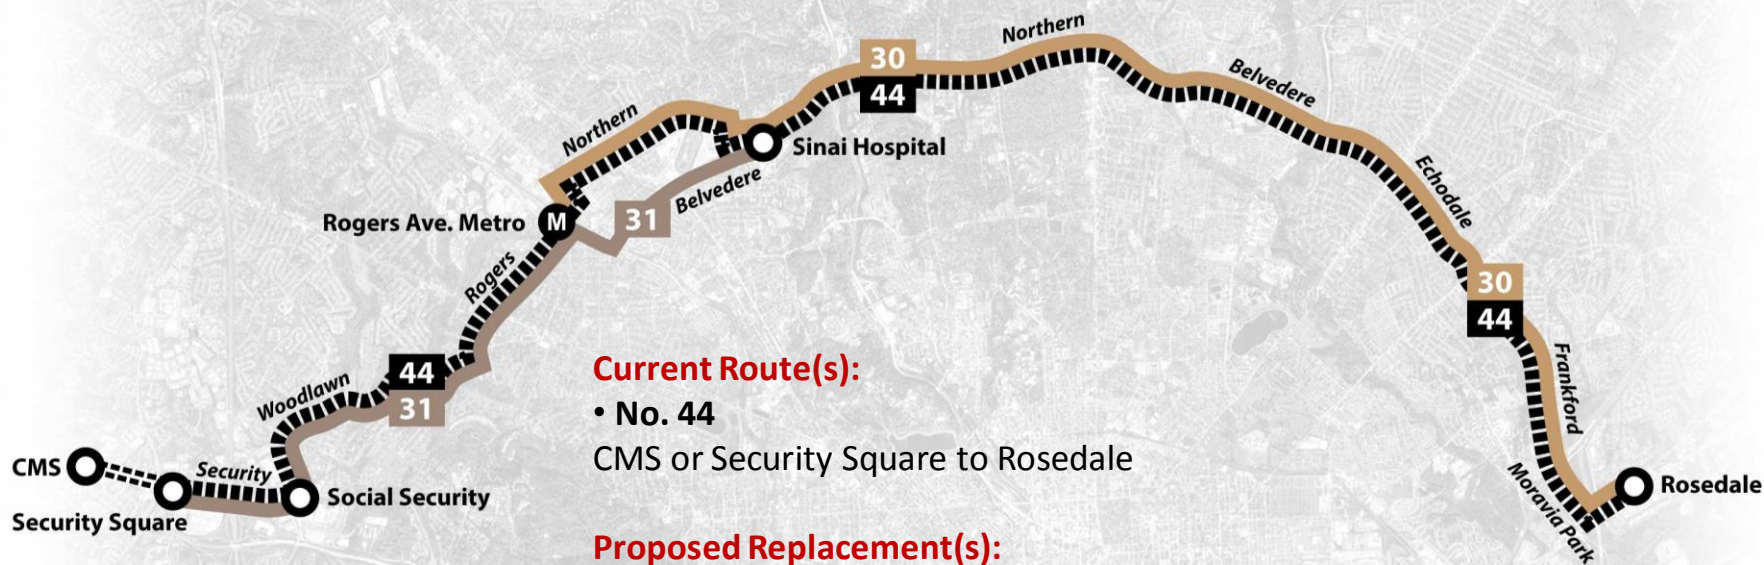 Northern
30
44
Belvedere
Northern
Sinai Hospital
Belvedere
Echodale
Rogers Ave. Metro
M
31
Rogers
30
44
Frankford
Current Route(s):
• No. 44
CMS or Security Square to Rosedale
44
31
Woodlawn
CMS
Security
Social Security
Security Square
Moravia Park
Rosedale
Proposed Replacement(s):